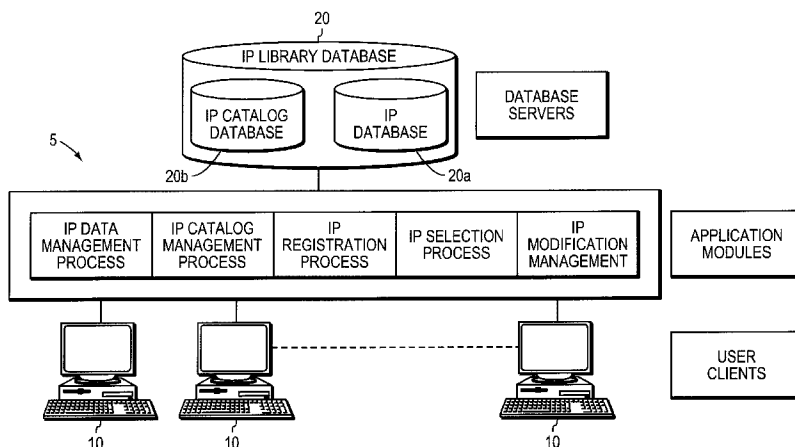 20
IP LIBRARY DATABASE
IP CATALOG
DATABASE
IP
DATABASE
DATABASE
SERVERS
5
20b
20a
IP DATA
MANAGEMENT
PROCESS
IP CATALOG
MANAGEMENT
PROCESS
IP
REGISTRATION
PROCESS
IP SELECTION
PROCESS
IP
MODIFICATION
MANAGEMENT
APPLICATION
MODULES
USER
CLIENTS
10
10
10